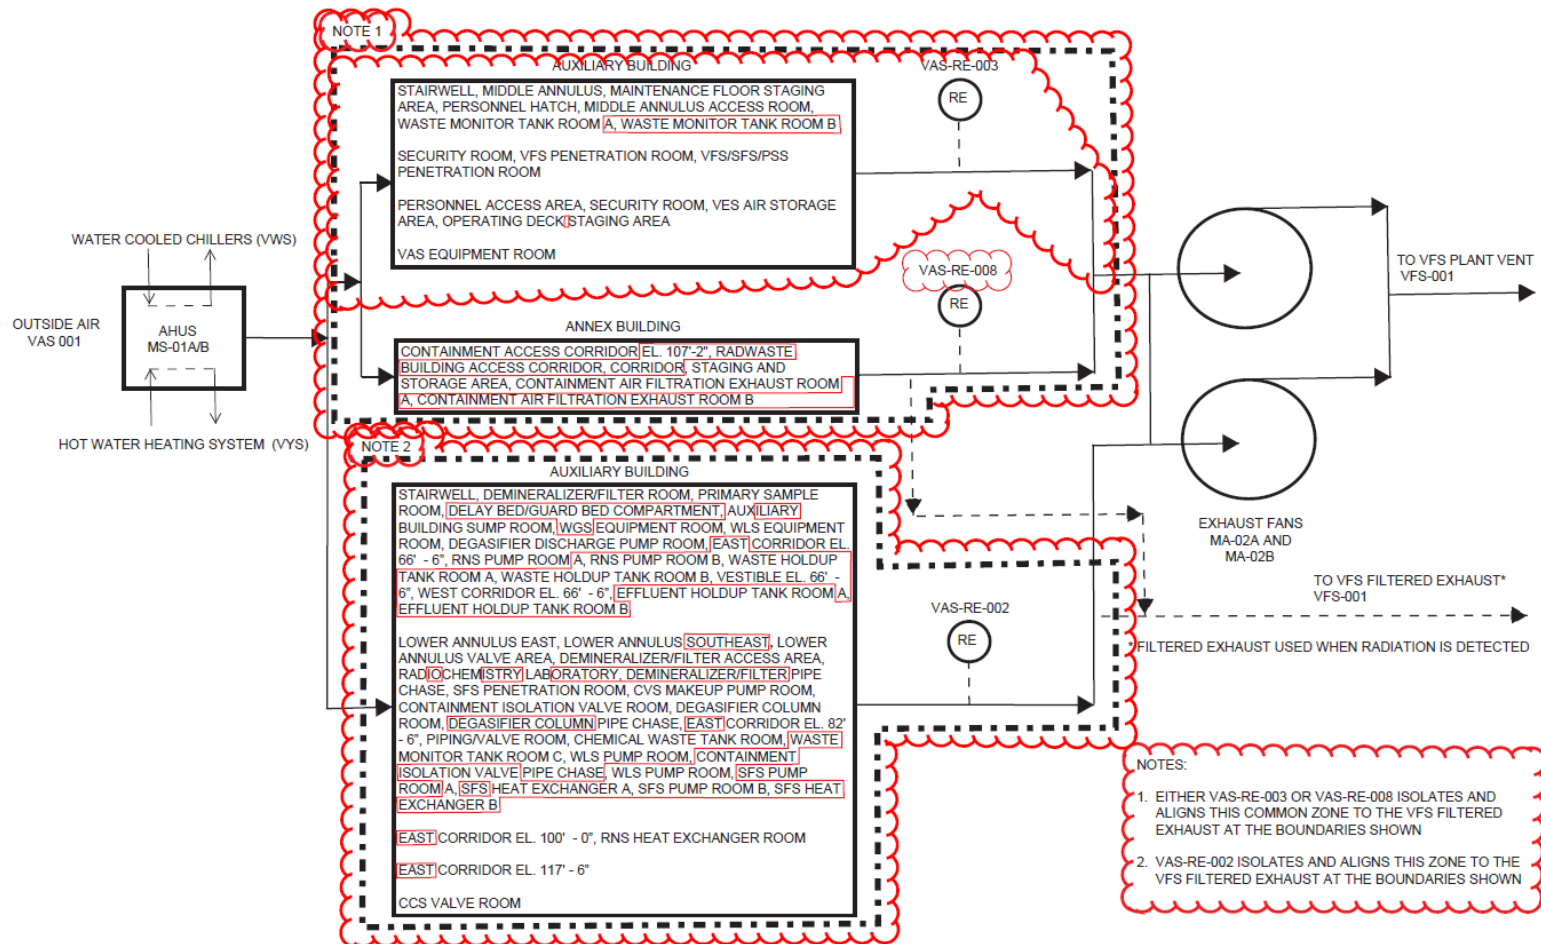 NOTE 1
AUXILIARY BUILDING
STAIRWELL, MIDDLE ANNULUS, MAINTENANCE FLOOR STAGING
AREA, PERSONNEL HATCH, MIDDLE ANNULUS ACCESS ROOM,
WASTE MONITOR TANK ROOM A, WASTE MONITOR TANK ROOM B
SECURITY ROOM, VFS PENETRATION ROOM, VFS/SFS/PSS
PENETRATION ROOM
PERSONNEL ACCESS AREA, SECURITY ROOM, VES AIR STORAGE
AREA, OPERATING DECK STAGING AREA
VAS EQUIPMENT ROOM
VAS-RE-003
RE
WATER COOLED CHILLERS (VWS)
OUTSIDE AIR
VAS 001
AHUS
MS-01A/B
HOT WATER HEATING SYSTEM (VYS)
VAS-RE-008
RE
ANNEX BUILDING
CONTAINMENT ACCESS CORRIDOR EL. 107'-2", RADWASTE
BUILDING ACCESS CORRIDOR, CORRIDOR, STAGING AND
STORAGE AREA, CONTAINMENT AIR FILTRATION EXHAUST ROOM
A, CONTAINMENT AIR FILTRATION EXHAUST ROOM B
TO VFS PLANT VENT
VFS-001
NOTE 2
AUXILIARY BUILDING
STAIRWELL, DEMINERALIZER/FILTER ROOM, PRIMARY SAMPLE
ROOM, DELAY BED/GUARD BED COMPARTMENT, AUXILIARY
BUILDING SUMP ROOM, WGS EQUIPMENT ROOM, WLS EQUIPMENT
ROOM, DEGASIFIER DISCHARGE PUMP ROOM, EAST CORRIDOR EL.
66' - 6", RNS PUMP ROOM A, RNS PUMP ROOM B, WASTE HOLDUP
TANK ROOM A, WASTE HOLDUP TANK ROOM B, VESTIBLE EL. 66' -
6", WEST CORRIDOR EL. 66' - 6", EFFLUENT HOLDUP TANK ROOM A,
EFFLUENT HOLDUP TANK ROOM B
LOWER ANNULUS EAST, LOWER ANNULUS SOUTHEAST, LOWER
ANNULUS VALVE AREA, DEMINERALIZER/FILTER ACCESS AREA,
RADIOCHEMISTRY LABORATORY, DEMINERALIZER/FILTER PIPE
CHASE, SFS PENETRATION ROOM, CVS MAKEUP PUMP ROOM,
CONTAINMENT ISOLATION VALVE ROOM, DEGASIFIER COLUMN
ROOM, DEGASIFIER COLUMN PIPE CHASE, EAST CORRIDOR EL. 82'
- 6", PIPING/VALVE ROOM, CHEMICAL WASTE TANK ROOM, WASTE
MONITOR TANK ROOM C, WLS PUMP ROOM, CONTAINMENT
ISOLATION VALVE PIPE CHASE, WLS PUMP ROOM, SFS PUMP
ROOM A, SFS HEAT EXCHANGER A, SFS PUMP ROOM B, SFS HEAT
EXCHANGER B
EAST CORRIDOR EL. 100' - 0", RNS HEAT EXCHANGER ROOM
EAST CORRIDOR EL. 117' - 6"
CCS VALVE ROOM
VAS-RE-002
RE
EXHAUST FANS
MA-02A AND
MA-02B
TO VFS FILTERED EXHAUST*
VFS-001
* FILTERED EXHAUST USED WHEN RADIATION IS DETECTED
NOTES:
1. EITHER VAS-RE-003 OR VAS-RE-008 ISOLATES AND
ALIGNS THIS COMMON ZONE TO THE VFS FILTERED
EXHAUST AT THE BOUNDARIES SHOWN
2. VAS-RE-002 ISOLATES AND ALIGNS THIS ZONE TO THE
VFS FILTERED EXHAUST AT THE BOUNDARIES SHOWN